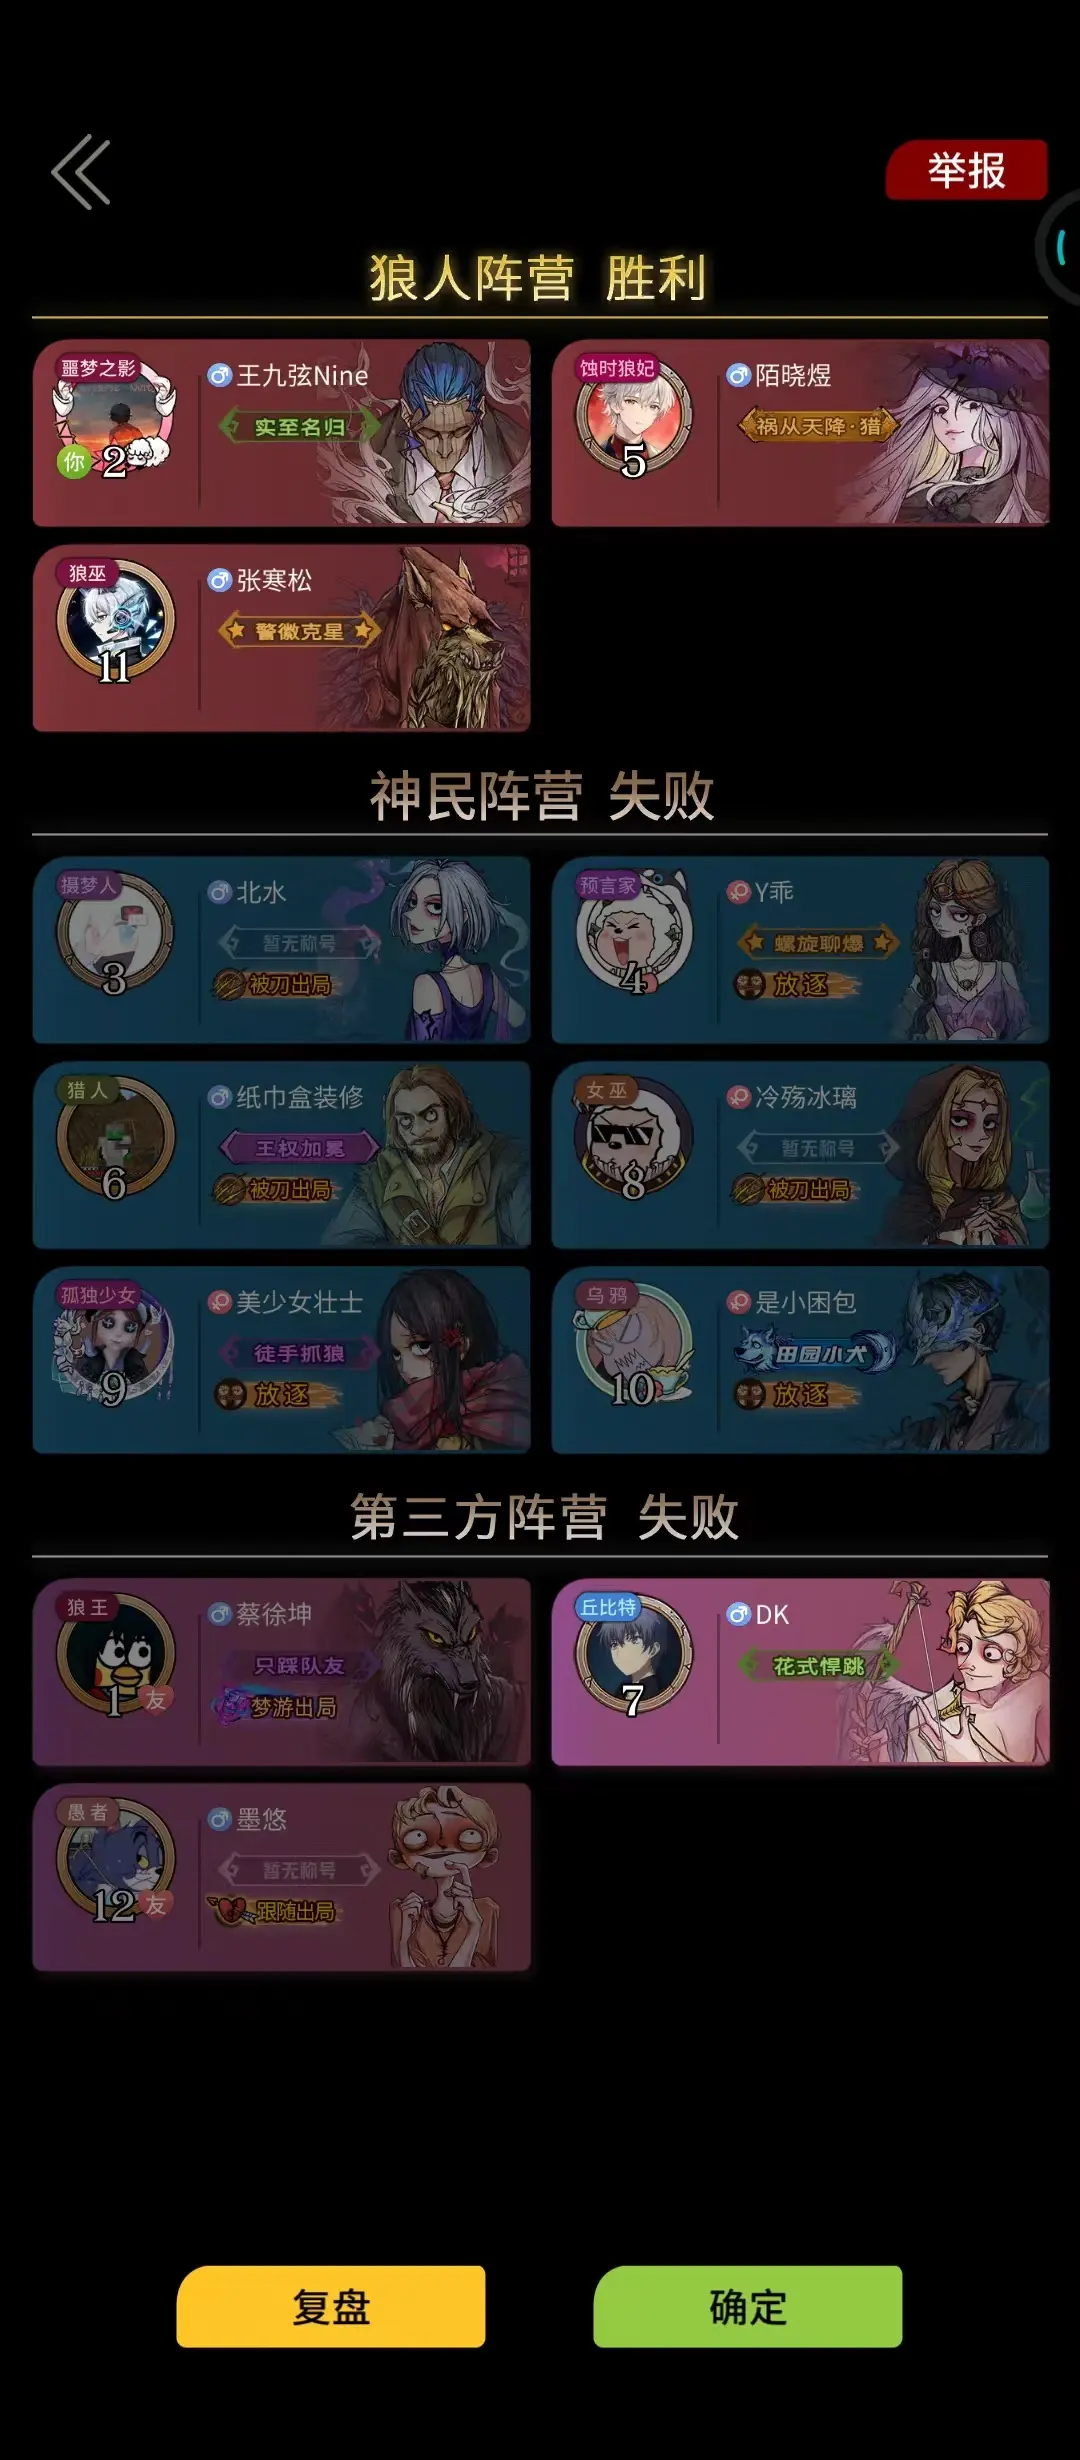 举报
狼人阵营 胜利
噩梦之影
王九弦Nine
实至名归
你 2
蚀时狼妃
陌晓煜
祸从天降·猎
5
狼巫
张寒松
警徽克星
11
神民阵营 失败
摄梦人
北水
暂无称号
被刀出局
3
预言家
Y乖
螺旋聊爆
放逐
4
猎人
纸巾盒装修
王权加冕
被刀出局
6
女巫
冷殇冰璃
暂无称号
被刀出局
8
孤独少女
美少女壮士
徒手抓狼
放逐
9
乌鸦
是小困包
田园小犬
放逐
10
第三方阵营 失败
狼王
蔡徐坤
只踩队友
梦游出局
1 友
丘比特
DK
花式悍跳
7
愚者
墨悠
暂无称号
跟随出局
12 友
复盘
确定